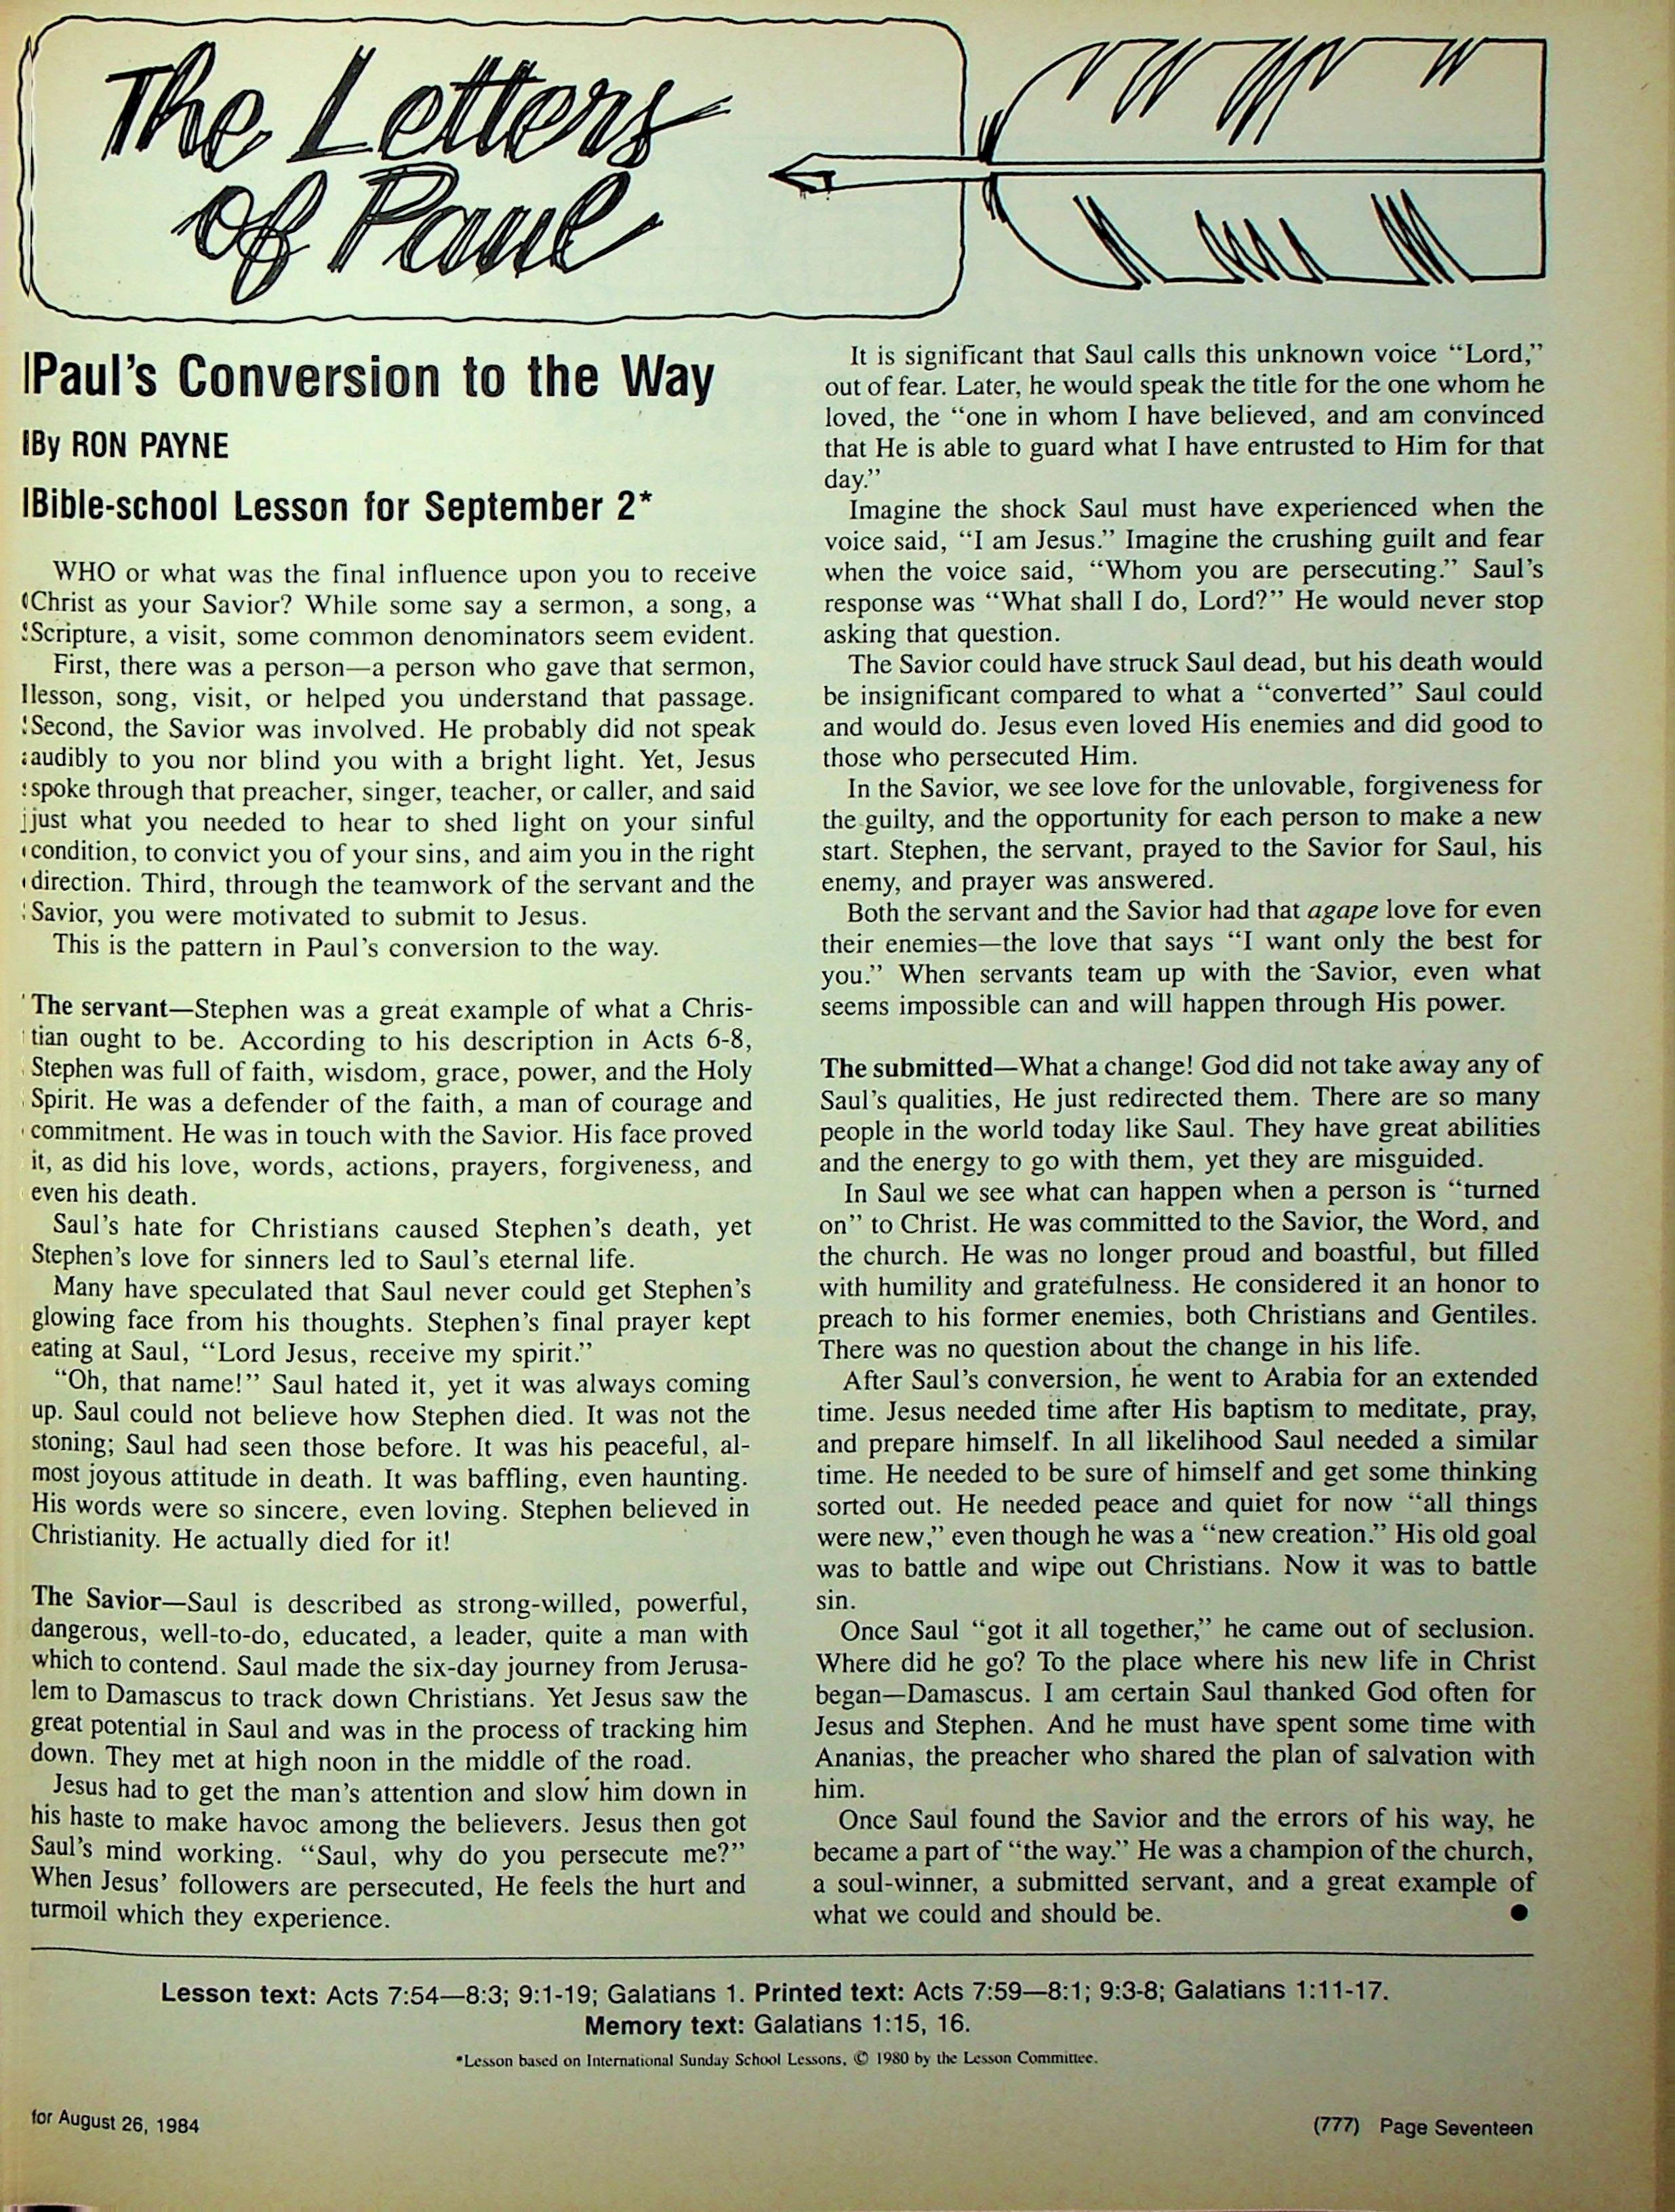 The Letters
of Paul
Paul's Conversion to the Way
By RON PAYNE
Bible-school Lesson for September 2*
WHO or what was the final influence upon you to receive
Christ as your Savior? While some say a sermon, a song, a
Scripture, a visit, some common denominators seem evident.
First, there was a person—a person who gave that sermon,
lesson, song, visit, or helped you understand that passage.
Second, the Savior was involved. He probably did not speak
audibly to you nor blind you with a bright light. Yet, Jesus
spoke through that preacher, singer, teacher, or caller, and said
just what you needed to hear to shed light on your sinful
condition, to convict you of your sins, and aim you in the right
direction. Third, through the teamwork of the servant and the
Savior, you were motivated to submit to Jesus.
This is the pattern in Paul's conversion to the way.
The servant—Stephen was a great example of what a Chris-
tian ought to be. According to his description in Acts 6-8,
Stephen was full of faith, wisdom, grace, power, and the Holy
Spirit. He was a defender of the faith, a man of courage and
commitment. He was in touch with the Savior. His face proved
it, as did his love, words, actions, prayers, forgiveness, and
even his death.
Saul's hate for Christians caused Stephen's death, yet
Stephen's love for sinners led to Saul's eternal life.
Many have speculated that Saul never could get Stephen's
glowing face from his thoughts. Stephen's final prayer kept
eating at Saul, "Lord Jesus, receive my spirit."
"Oh, that name!" Saul hated it, yet it was always coming
up. Saul could not believe how Stephen died. It was not the
stoning; Saul had seen those before. It was his peaceful, al-
most joyous attitude in death. It was baffling, even haunting.
His words were so sincere, even loving. Stephen believed in
Christianity. He actually died for it!
The Savior—Saul is described as strong-willed, powerful,
dangerous, well-to-do, educated, a leader, quite a man with
which to contend. Saul made the six-day journey from Jerusa-
lem to Damascus to track down Christians. Yet Jesus saw the
great potential in Saul and was in the process of tracking him
down. They met at high noon in the middle of the road.
Jesus had to get the man's attention and slow him down in
his haste to make havoc among the believers. Jesus then got
Saul's mind working. "Saul, why do you persecute me?"
When Jesus' followers are persecuted, He feels the hurt and
turmoil which they experience.
It is significant that Saul calls this unknown voice "Lord,"
out of fear. Later, he would speak the title for the one whom he
loved, the "one in whom I have believed, and am convinced
that He is able to guard what I have entrusted to Him for that
day."
Imagine the shock Saul must have experienced when the
voice said, "I am Jesus." Imagine the crushing guilt and fear
when the voice said, "Whom you are persecuting." Saul's
response was "What shall I do, Lord?" He would never stop
asking that question.
The Savior could have struck Saul dead, but his death would
be insignificant compared to what a "converted" Saul could
and would do. Jesus even loved His enemies and did good to
those who persecuted Him.
In the Savior, we see love for the unlovable, forgiveness for
the guilty, and the opportunity for each person to make a new
start. Stephen, the servant, prayed to the Savior for Saul, his
enemy, and prayer was answered.
Both the servant and the Savior had that agape love for even
their enemies—the love that says "I want only the best for
you." When servants team up with the Savior, even what
seems impossible can and will happen through His power.
The submitted—What a change! God did not take away any of
Saul's qualities, He just redirected them. There are so many
people in the world today like Saul. They have great abilities
and the energy to go with them, yet they are misguided.
In Saul we see what can happen when a person is "turned
on" to Christ. He was committed to the Savior, the Word, and
the church. He was no longer proud and boastful, but filled
with humility and gratefulness. He considered it an honor to
preach to his former enemies, both Christians and Gentiles.
There was no question about the change in his life.
After Saul's conversion, he went to Arabia for an extended
time. Jesus needed time after His baptism to meditate, pray,
and prepare himself. In all likelihood Saul needed a similar
time. He needed to be sure of himself and get some thinking
sorted out. He needed peace and quiet for now "all things
were new," even though he was a "new creation." His old goal
was to battle and wipe out Christians. Now it was to battle
sin.
Once Saul "got it all together," he came out of seclusion.
Where did he go? To the place where his new life in Christ
began—Damascus. I am certain Saul thanked God often for
Jesus and Stephen. And he must have spent some time with
Ananias, the preacher who shared the plan of salvation with
him.
Once Saul found the Savior and the errors of his way, he
became a part of "the way." He was a champion of the church,
a soul-winner, a submitted servant, and a great example of
what we could and should be. ●
Lesson text: Acts 7:54—8:3; 9:1-19; Galatians 1. Printed text: Acts 7:59—8:1; 9:3-8; Galatians 1:11-17.
Memory text: Galatians 1:15, 16.
*Lesson based on International Sunday School Lessons, © 1980 by the Lesson Committee.
for August 26, 1984
(777) Page Seventeen